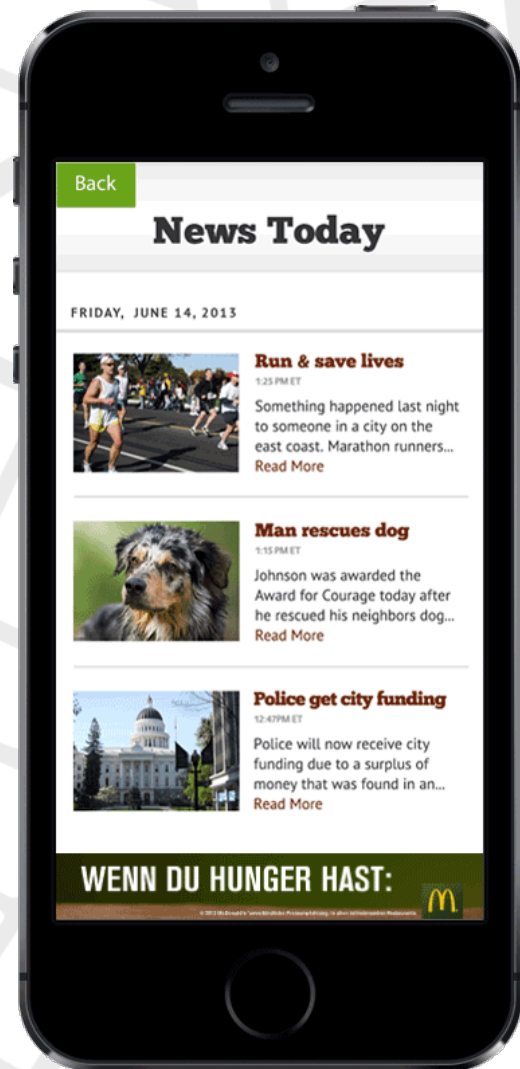 Back
News Today
FRIDAY, JUNE 14, 2013
Run & save lives
1:25 PM ET
Something happened last night
to someone in a city on the
east coast. Marathon runners...
Read More
Man rescues dog
1:15 PM ET
Johnson was awarded the
Award for Courage today after
he rescued his neighbors dog...
Read More
Police get city funding
12:47PM ET
Police will now receive city
funding due to a surplus of
money that was found in an...
Read More
WENN DU HUNGER HAST:
© 2013 McDonald's